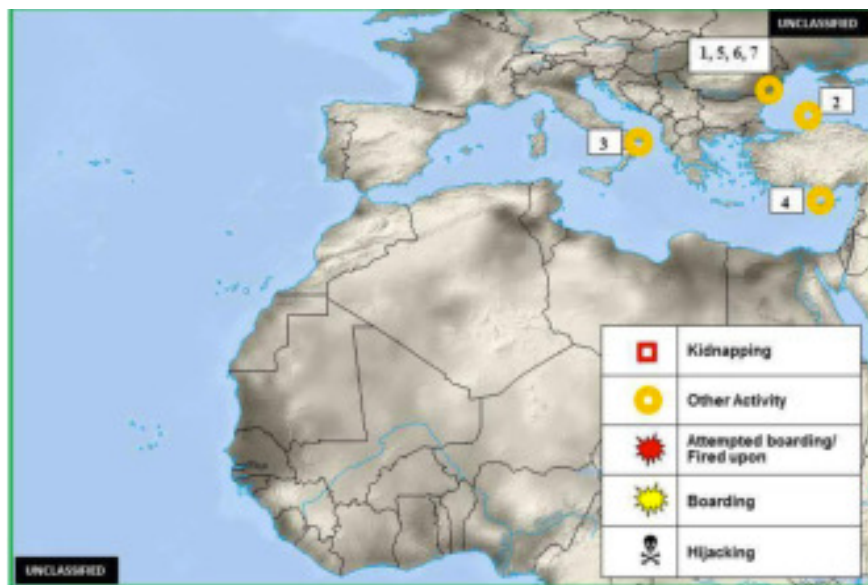 UNCLASSIFIED
1, 5, 6, 7
2
3
4
Kidnapping
Other Activity
Attempted boarding/
Fired upon
Boarding
Hijacking
UNCLASSIFIED